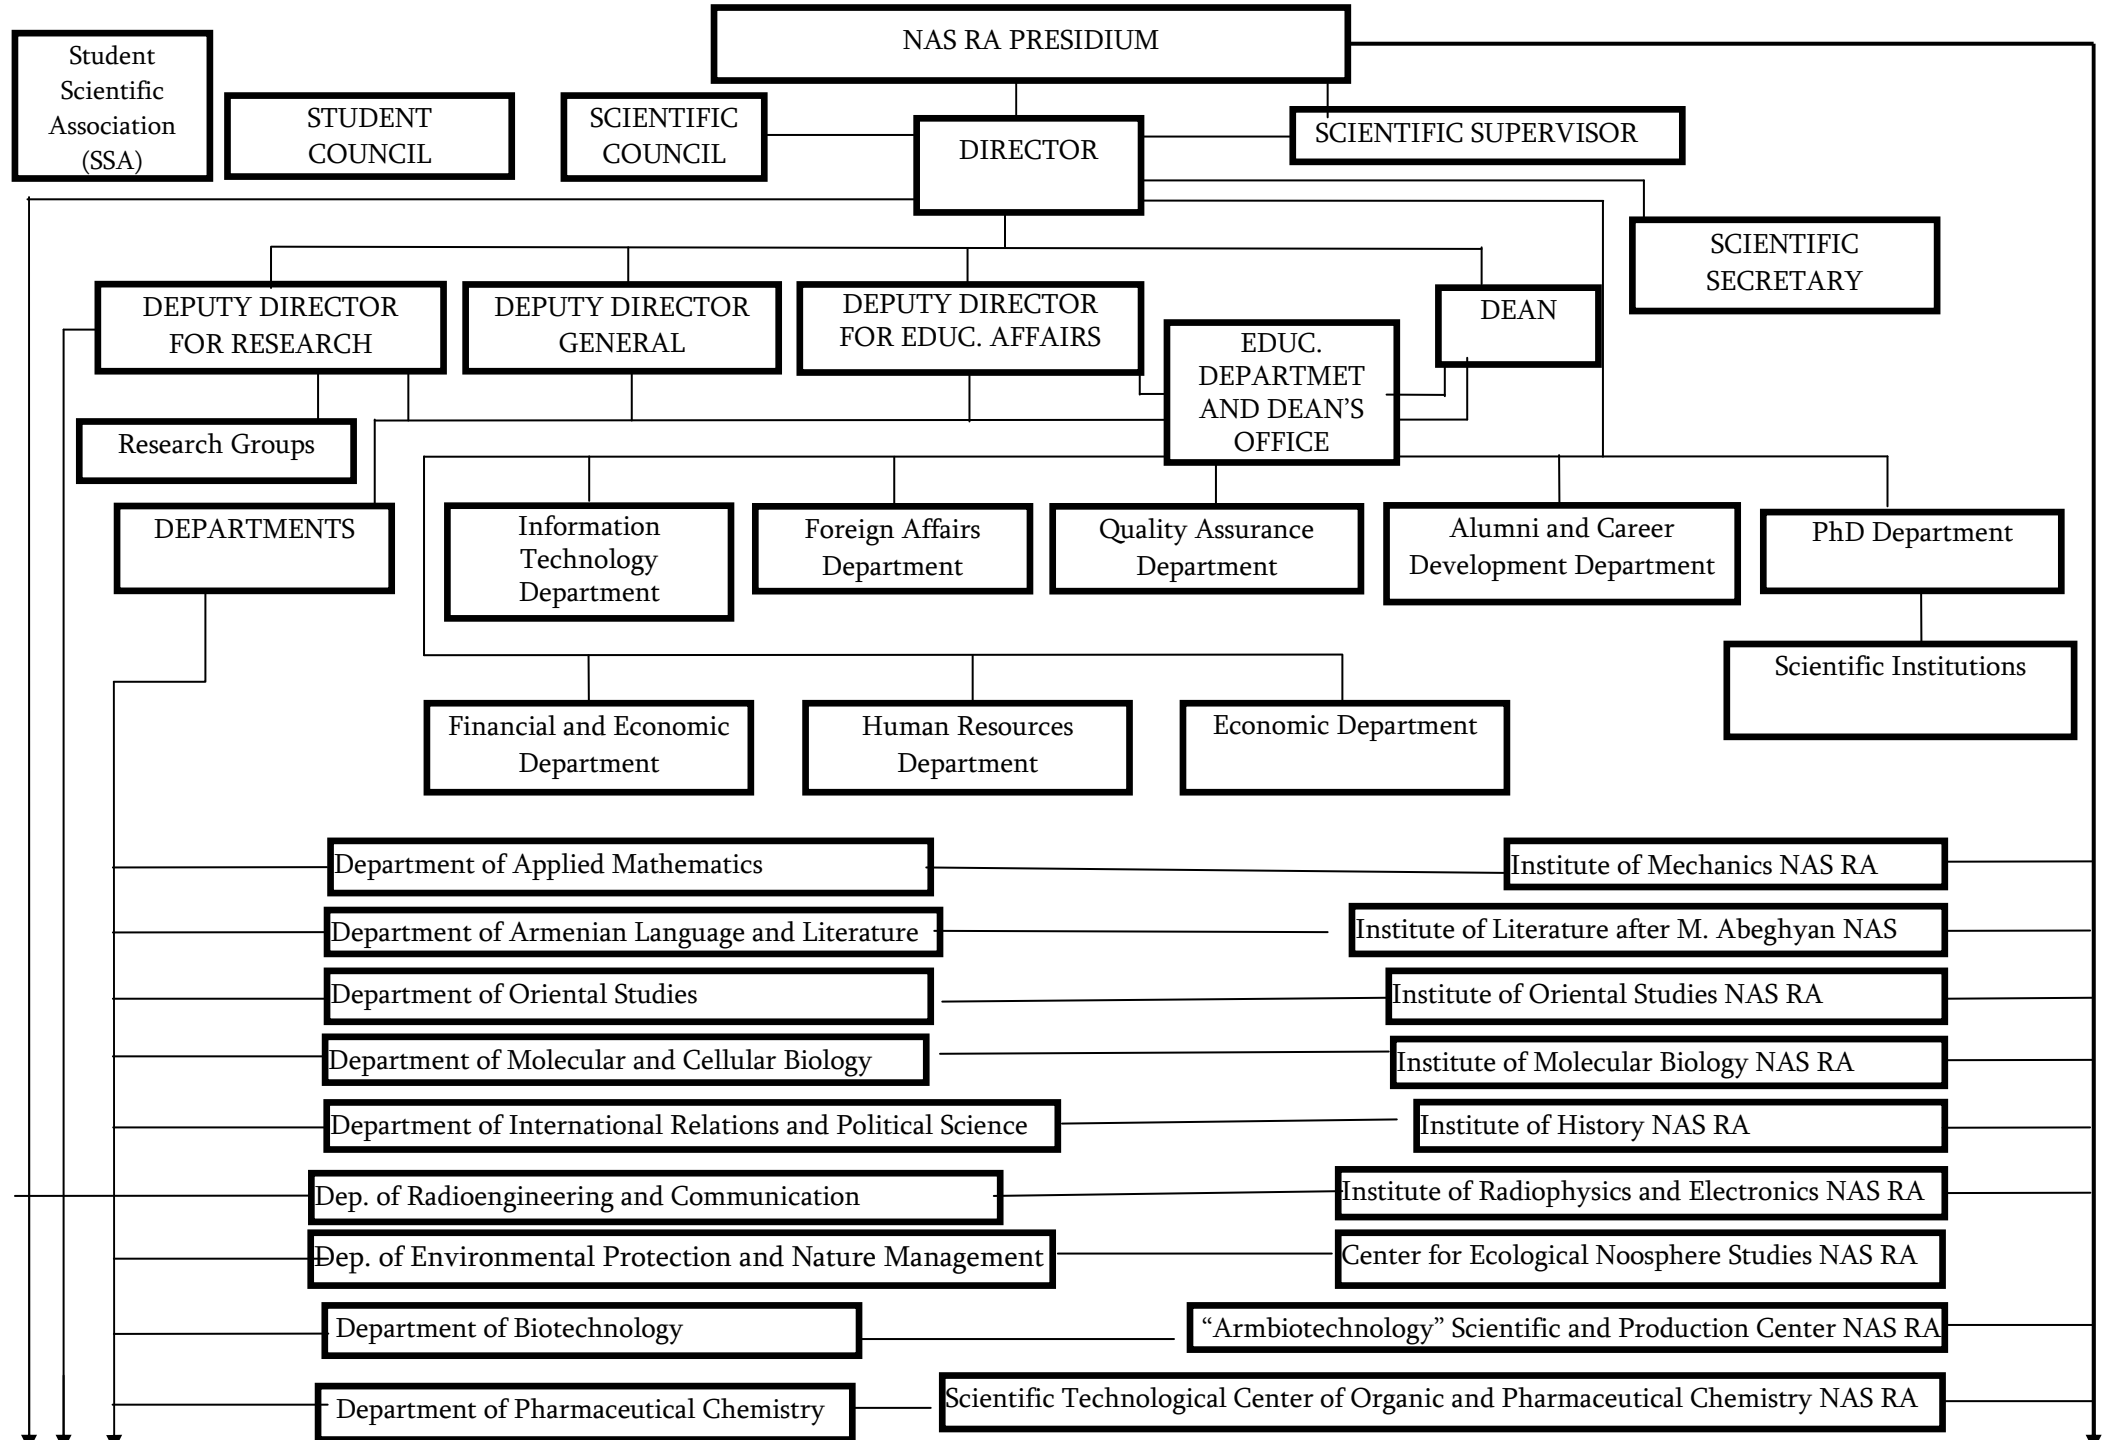 NAS RA PRESIDIUM
Student
Scientific
Association
(SSA)
STUDENT
COUNCIL
SCIENTIFIC
COUNCIL
DIRECTOR
SCIENTIFIC SUPERVISOR
SCIENTIFIC
SECRETARY
DEPUTY DIRECTOR
FOR RESEARCH
DEPUTY DIRECTOR
GENERAL
DEPUTY DIRECTOR
FOR EDUC. AFFAIRS
EDUC.
DEPARTMET
AND DEAN’S
OFFICE
DEAN
Research Groups
DEPARTMENTS
Information
Technology
Department
Foreign Affairs
Department
Quality Assurance
Department
Alumni and Career
Development Department
PhD Department
Scientific Institutions
Financial and Economic
Department
Human Resources
Department
Economic Department
Department of Applied Mathematics
Institute of Mechanics NAS RA
Department of Armenian Language and Literature
Institute of Literature after M. Abeghyan NAS
Department of Oriental Studies
Institute of Oriental Studies NAS RA
Department of Molecular and Cellular Biology
Institute of Molecular Biology NAS RA
Department of International Relations and Political Science
Institute of History NAS RA
Dep. of Radioengineering and Communication
Institute of Radiophysics and Electronics NAS RA
Dep. of Environmental Protection and Nature Management
Center for Ecological Noosphere Studies NAS RA
Department of Biotechnology
“Armbiotechnology” Scientific and Production Center NAS RA
Department of Pharmaceutical Chemistry
Scientific Technological Center of Organic and Pharmaceutical Chemistry NAS RA